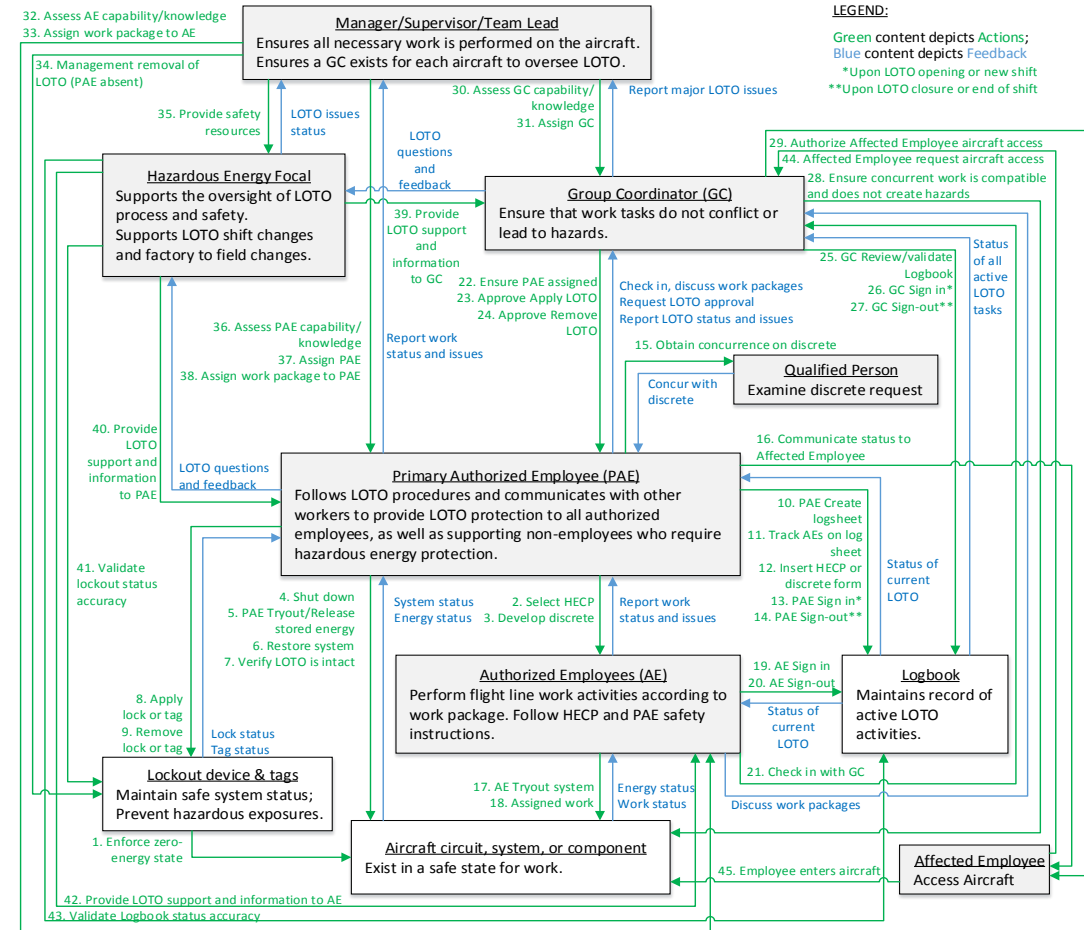 32. Assess AE capability/knowledge
33. Assign work package to AE
34. Management removal of
LOTO (PAE absent)
Manager/Supervisor/Team Lead
Ensures all necessary work is performed on the aircraft.
Ensures a GC exists for each aircraft to oversee LOTO.
LEGEND:
Green content depicts Actions;
Blue content depicts Feedback
*Upon LOTO opening or new shift
**Upon LOTO closure or end of shift
35. Provide safety
resources
LOTO issues
status
30. Assess GC capability/
knowledge
31. Assign GC
Report major LOTO issues
LOTO
questions
and
feedback
29. Authorize Affected Employee aircraft access
44. Affected Employee request aircraft access
28. Ensure concurrent work is compatible
and does not create hazards
Hazardous Energy Focal
Supports the oversight of LOTO
process and safety.
Supports LOTO shift changes
and factory to field changes.
Group Coordinator (GC)
Ensure that work tasks do not conflict or
lead to hazards.
39. Provide
LOTO support
and
information
to GC
22. Ensure PAE assigned
23. Approve Apply LOTO
24. Approve Remove
LOTO
Check in, discuss work packages
Request LOTO approval
Report LOTO status and issues
25. GC Review/validate
Logbook
26. GC Sign in*
27. GC Sign-out**
Status
of all
active
LOTO
tasks
36. Assess PAE capability/
knowledge
37. Assign PAE
38. Assign work package to PAE
Report work
status and issues
15. Obtain concurrence on discrete
Concur with
discrete
Qualified Person
Examine discrete request
40. Provide
LOTO
support and
information
to PAE
LOTO questions
and feedback
16. Communicate status to
Affected Employee
Primary Authorized Employee (PAE)
Follows LOTO procedures and communicates with other
workers to provide LOTO protection to all authorized
employees, as well as supporting non-employees who require
hazardous energy protection.
10. PAE Create
logsheet
11. Track AEs on log
sheet
12. Insert HECP or
discrete form
13. PAE Sign in*
14. PAE Sign-out**
Status of
current
LOTO
41. Validate
lockout status
accuracy
4. Shut down
5. PAE Tryout/Release
stored energy
6. Restore system
7. Verify LOTO is intact
System status
Energy status
2. Select HECP
3. Develop discrete
Report work
status and issues
8. Apply
lock or tag
9. Remove
lock or tag
Lock status
Tag status
Authorized Employees (AE)
Perform flight line work activities according to
work package. Follow HECP and PAE safety
instructions.
19. AE Sign in
20. AE Sign-out
Status of
current
LOTO
Logbook
Maintains record of
active LOTO
activities.
21. Check in with GC
Discuss work packages
Lockout device & tags
Maintain safe system status;
Prevent hazardous exposures.
17. AE Tryout system
18. Assigned work
Energy status
Work status
1. Enforce zero-
energy state
Aircraft circuit, system, or component
Exist in a safe state for work.
45. Employee enters aircraft
Affected Employee
Access Aircraft
42. Provide LOTO support and information to AE
43. Validate Logbook status accuracy